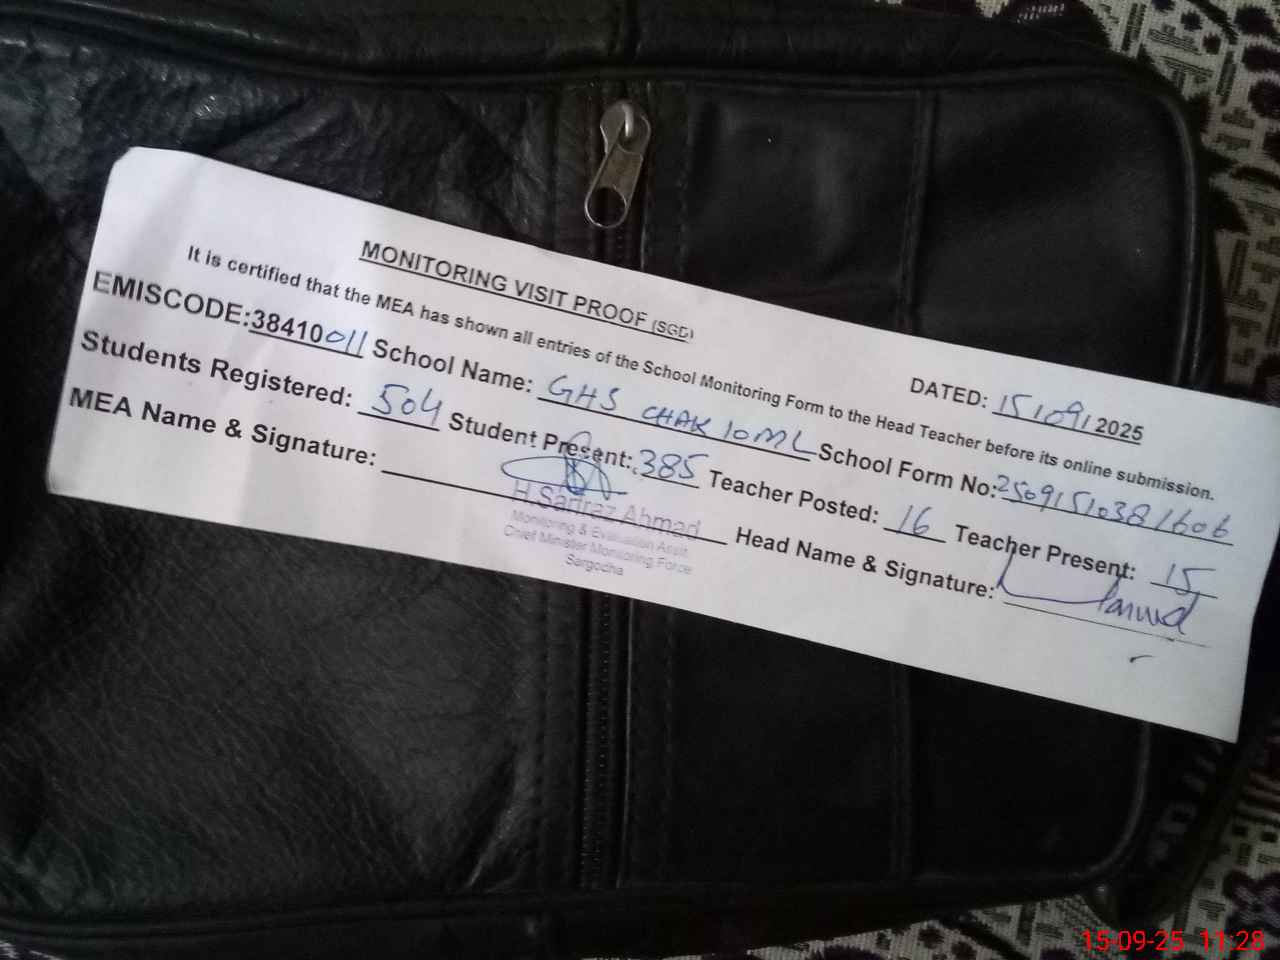 MONITORING VISIT PROOF (SGD)
DATED: 15/09/2025
It is certified that the MEA has shown all entries of the School Monitoring Form to the Head Teacher before its online submission.
EMISCODE:38410011 School Name: GHS CHAK 10 ML School Form No:25091510381606
Students Registered: 504 Student Present: 385 Teacher Posted: 16 Teacher Present: 15
MEA Name & Signature: Head Name & Signature:
H Sarfraz Ahmad
Monitoring & Evaluation Asstt.
Chief Minister Monitoring Force
Sargodha
15-09-25 11:28